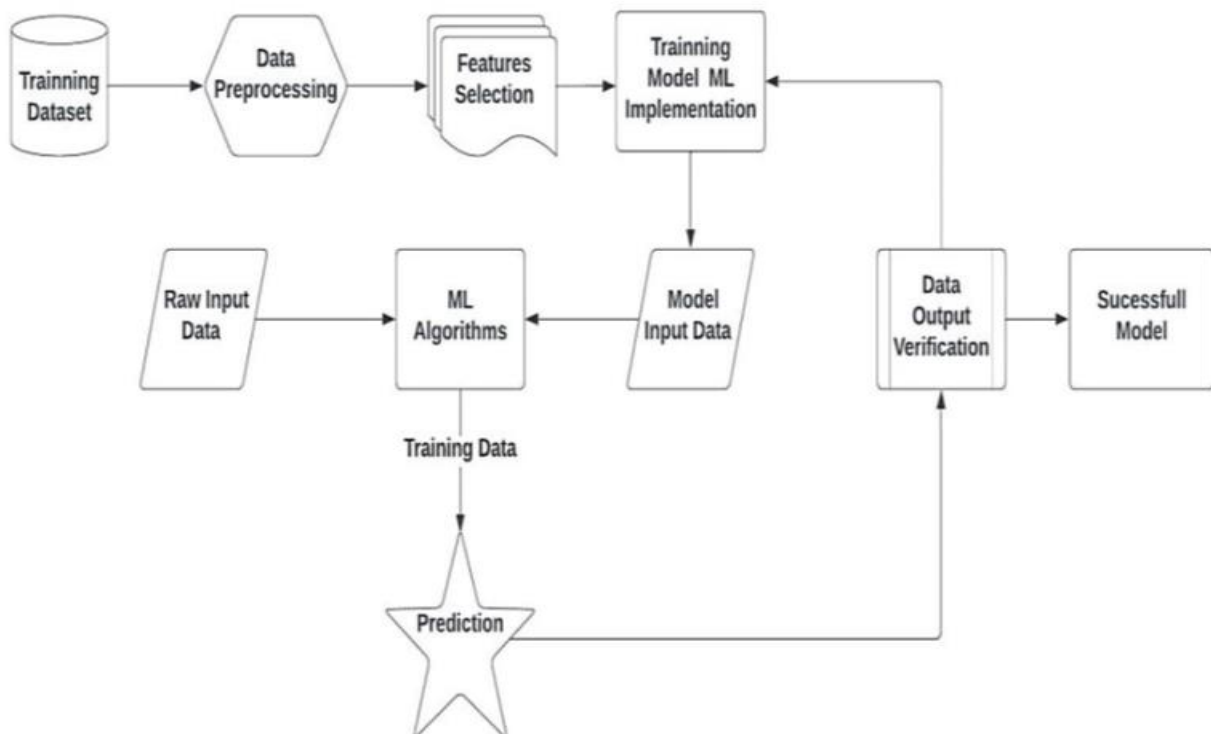 Trainning
Dataset
Data
Preprocessing
Features
Selection
Trainning
Model ML
Implementation
Raw Input
Data
ML
Algorithms
Model
Input Data
Data
Output
Verification
Sucessfull
Model
Training Data
Prediction